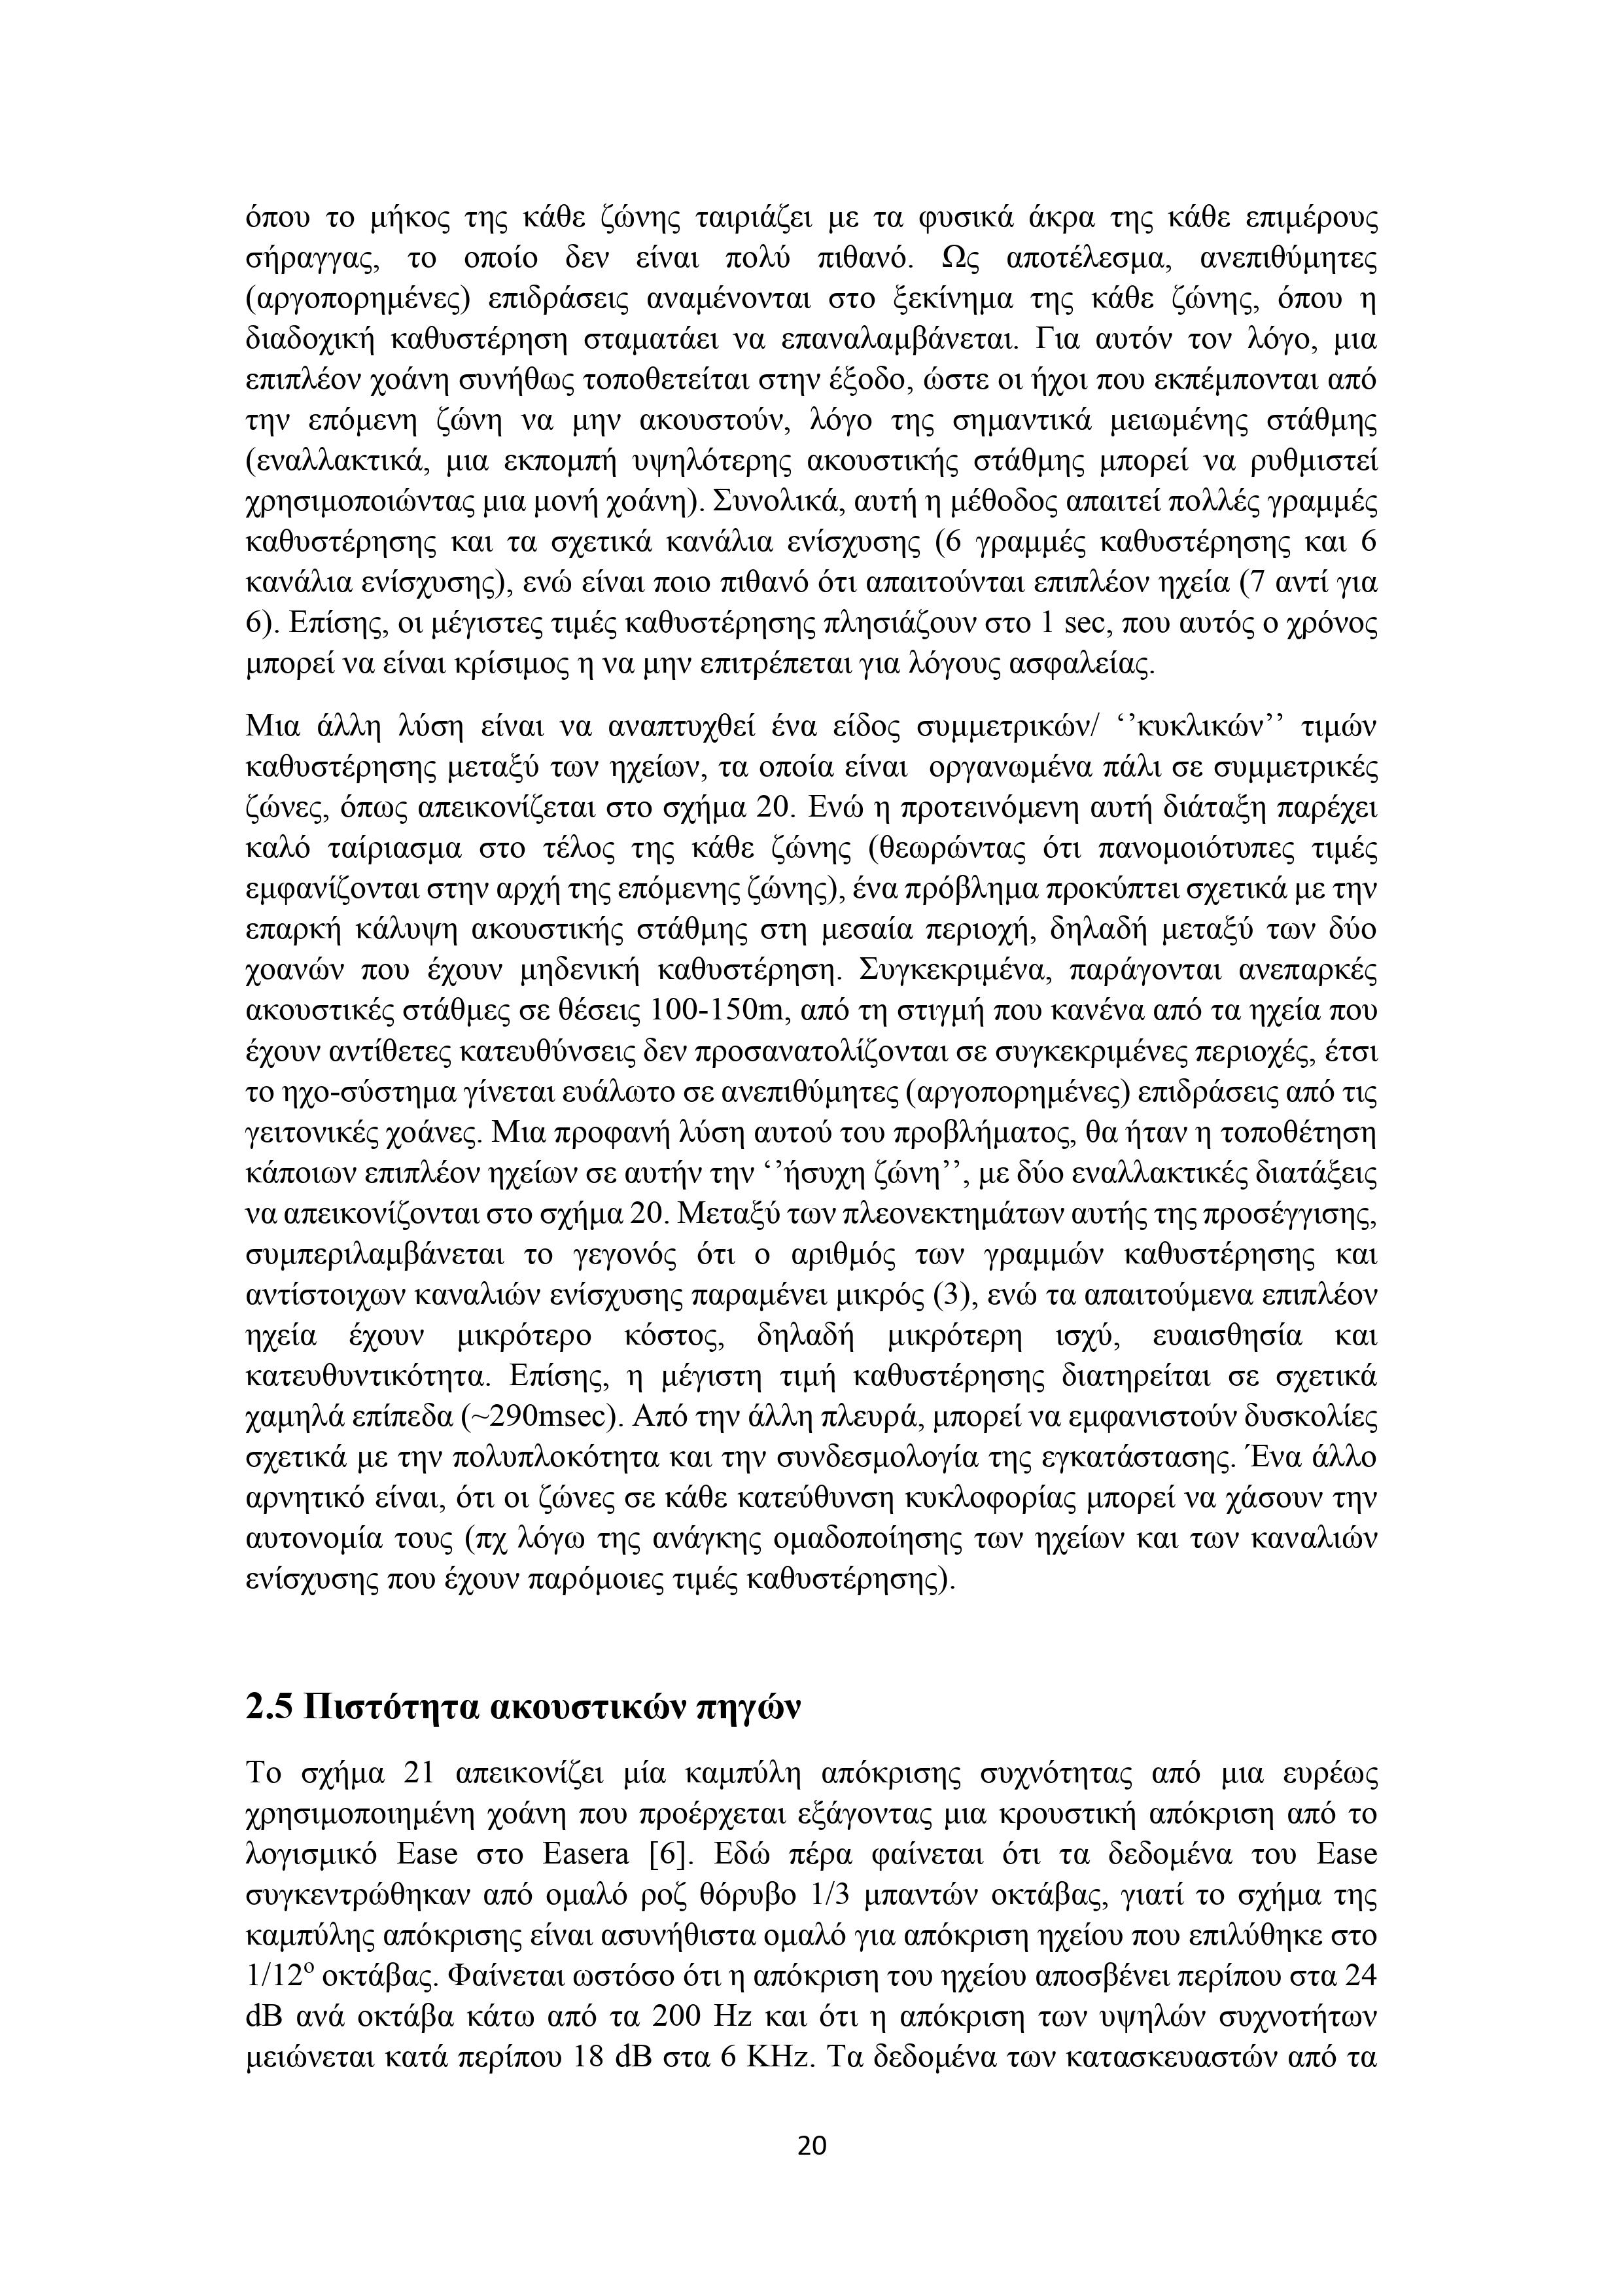 όπου το μήκος της κάθε ζώνης ταιριάζει με τα φυσικά άκρα της κάθε επιμέρους
σήραγγας, το οποίο δεν είναι πολύ πιθανό. Ως αποτέλεσμα, ανεπιθύμητες
(αργοπορημένες) επιδράσεις αναμένονται στο ξεκίνημα της κάθε ζώνης, όπου η
διαδοχική καθυστέρηση σταματάει να επαναλαμβάνεται. Για αυτόν τον λόγο, μια
επιπλέον χοάνη συνήθως τοποθετείται στην έξοδο, ώστε οι ήχοι που εκπέμπονται από
την επόμενη ζώνη να μην ακουστούν, λόγο της σημαντικά μειωμένης στάθμης
(εναλλακτικά, μια εκπομπή υψηλότερης ακουστικής στάθμης μπορεί να ρυθμιστεί
χρησιμοποιώντας μια μονή χοάνη). Συνολικά, αυτή η μέθοδος απαιτεί πολλές γραμμές
καθυστέρησης και τα σχετικά κανάλια ενίσχυσης (6 γραμμές καθυστέρησης και 6
κανάλια ενίσχυσης), ενώ είναι ποιο πιθανό ότι απαιτούνται επιπλέον ηχεία (7 αντί για
6). Επίσης, οι μέγιστες τιμές καθυστέρησης πλησιάζουν στο 1 sec, που αυτός ο χρόνος
μπορεί να είναι κρίσιμος η να μην επιτρέπεται για λόγους ασφαλείας.
Μια άλλη λύση είναι να αναπτυχθεί ένα είδος συμμετρικών/ ‘’κυκλικών’’ τιμών
καθυστέρησης μεταξύ των ηχείων, τα οποία είναι  οργανωμένα πάλι σε συμμετρικές
ζώνες, όπως απεικονίζεται στο σχήμα 20. Ενώ η προτεινόμενη αυτή διάταξη παρέχει
καλό ταίριασμα στο τέλος της κάθε ζώνης (θεωρώντας ότι πανομοιότυπες τιμές
εμφανίζονται στην αρχή της επόμενης ζώνης), ένα πρόβλημα προκύπτει σχετικά με την
επαρκή κάλυψη ακουστικής στάθμης στη μεσαία περιοχή, δηλαδή μεταξύ των δύο
χοανών που έχουν μηδενική καθυστέρηση. Συγκεκριμένα, παράγονται ανεπαρκές
ακουστικές στάθμες σε θέσεις 100-150m, από τη στιγμή που κανένα από τα ηχεία που
έχουν αντίθετες κατευθύνσεις δεν προσανατολίζονται σε συγκεκριμένες περιοχές, έτσι
το ηχο-σύστημα γίνεται ευάλωτο σε ανεπιθύμητες (αργοπορημένες) επιδράσεις από τις
γειτονικές χοάνες. Μια προφανή λύση αυτού του προβλήματος, θα ήταν η τοποθέτηση
κάποιων επιπλέον ηχείων σε αυτήν την ‘’ήσυχη ζώνη’’, με δύο εναλλακτικές διατάξεις
να απεικονίζονται στο σχήμα 20. Μεταξύ των πλεονεκτημάτων αυτής της προσέγγισης,
συμπεριλαμβάνεται το γεγονός ότι ο αριθμός των γραμμών καθυστέρησης και
αντίστοιχων καναλιών ενίσχυσης παραμένει μικρός (3), ενώ τα απαιτούμενα επιπλέον
ηχεία έχουν μικρότερο κόστος, δηλαδή μικρότερη ισχύ, ευαισθησία και
κατευθυντικότητα. Επίσης, η μέγιστη τιμή καθυστέρησης διατηρείται σε σχετικά
χαμηλά επίπεδα (~290msec). Από την άλλη πλευρά, μπορεί να εμφανιστούν δυσκολίες
σχετικά με την πολυπλοκότητα και την συνδεσμολογία της εγκατάστασης. Ένα άλλο
αρνητικό είναι, ότι οι ζώνες σε κάθε κατεύθυνση κυκλοφορίας μπορεί να χάσουν την
αυτονομία τους (πχ λόγω της ανάγκης ομαδοποίησης των ηχείων και των καναλιών
ενίσχυσης που έχουν παρόμοιες τιμές καθυστέρησης).
2.5 Πιστότητα ακουστικών πηγών
Το σχήμα 21 απεικονίζει μία καμπύλη απόκρισης συχνότητας από μια ευρέως
χρησιμοποιημένη χοάνη που προέρχεται εξάγοντας μια κρουστική απόκριση από το
λογισμικό Ease στο Easera [6]. Εδώ πέρα φαίνεται ότι τα δεδομένα του Ease
συγκεντρώθηκαν από ομαλό ροζ θόρυβο 1/3 μπαντών οκτάβας, γιατί το σχήμα της
καμπύλης απόκρισης είναι ασυνήθιστα ομαλό για απόκριση ηχείου που επιλύθηκε στο
1/12º οκτάβας. Φαίνεται ωστόσο ότι η απόκριση του ηχείου αποσβένει περίπου στα 24
dB ανά οκτάβα κάτω από τα 200 Hz και ότι η απόκριση των υψηλών συχνοτήτων
μειώνεται κατά περίπου 18 dB στα 6 KHz. Τα δεδομένα των κατασκευαστών από τα
20